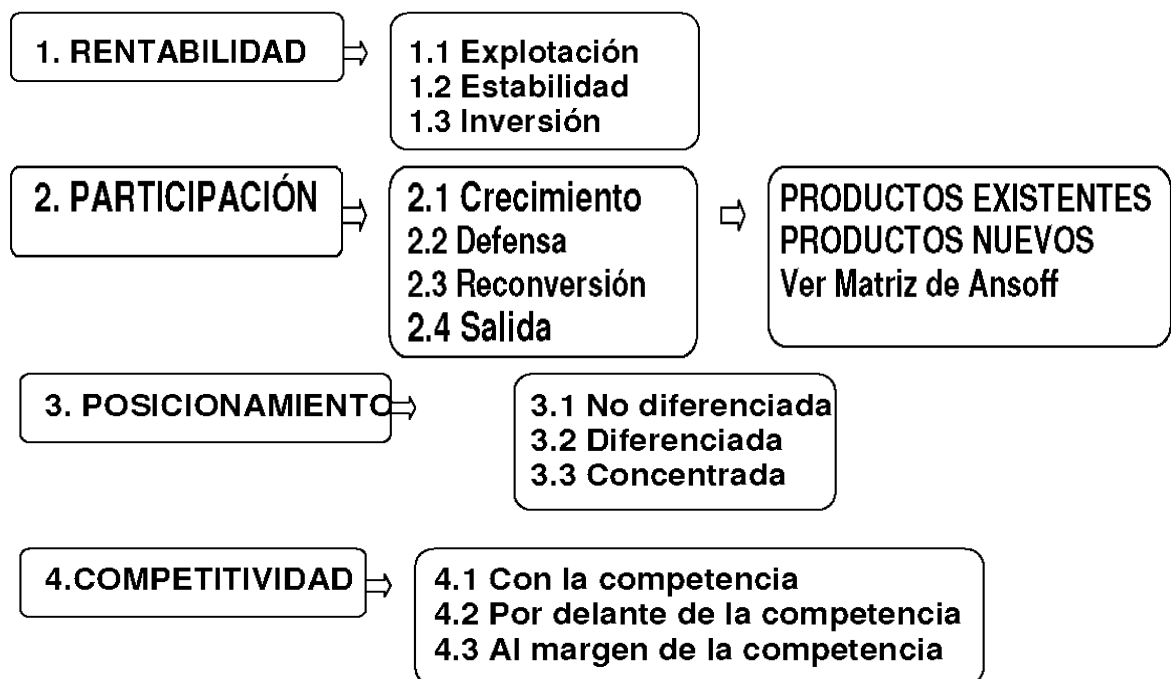 1. RENTABILIDAD
1.1 Explotación
1.2 Estabilidad
1.3 Inversión
2. PARTICIPACIÓN
2.1 Crecimiento
2.2 Defensa
2.3 Reconversión
2.4 Salida
PRODUCTOS EXISTENTES
PRODUCTOS NUEVOS
Ver Matriz de Ansoff
3. POSICIONAMIENTO
3.1 No diferenciada
3.2 Diferenciada
3.3 Concentrada
4.COMPETITIVIDAD
4.1 Con la competencia
4.2 Por delante de la competencia
4.3 Al margen de la competencia